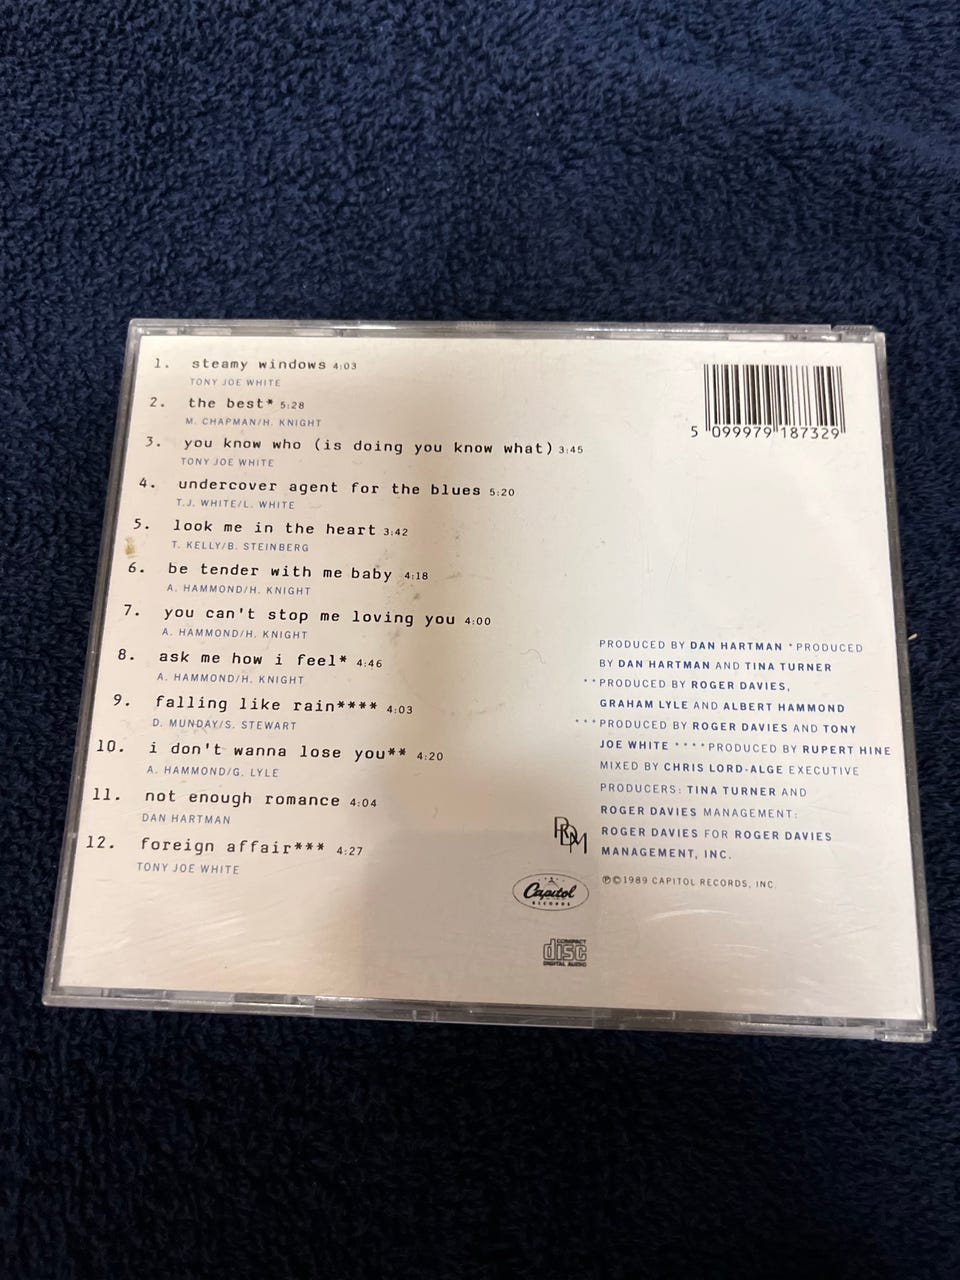 1. steamy windows 4:03
TONY JOE WHITE
2. the best* 5:28
M. CHAPMAN/H. KNIGHT
3. you know who (is doing you know what) 3:45
TONY JOE WHITE
4. undercover agent for the blues 5:20
T.J. WHITE/L. WHITE
5. look me in the heart 3:42
T. KELLY/B. STEINBERG
6. be tender with me baby 4:18
A. HAMMOND/H. KNIGHT
7. you can't stop me loving you 4:00
A. HAMMOND/H. KNIGHT
8. ask me how i feel* 4:46
A. HAMMOND/H. KNIGHT
9. falling like rain**** 4:03
D. MUNDAY/S. STEWART
10. i don't wanna lose you** 4:20
A. HAMMOND/G. LYLE
11. not enough romance 4:04
DAN HARTMAN
12. foreign affair*** 4:27
TONY JOE WHITE
5 099979 187329
PRODUCED BY DAN HARTMAN *PRODUCED
BY DAN HARTMAN AND TINA TURNER
**PRODUCED BY ROGER DAVIES,
GRAHAM LYLE AND ALBERT HAMMOND
***PRODUCED BY ROGER DAVIES AND TONY
JOE WHITE ****PRODUCED BY RUPERT HINE
MIXED BY CHRIS LORD-ALGE EXECUTIVE
PRODUCERS: TINA TURNER AND
ROGER DAVIES MANAGEMENT:
ROGER DAVIES FOR ROGER DAVIES
MANAGEMENT, INC.
℗©1989 CAPITOL RECORDS, INC.
RDM
Capitol
RECORDS
COMPACT
disc
DIGITAL AUDIO